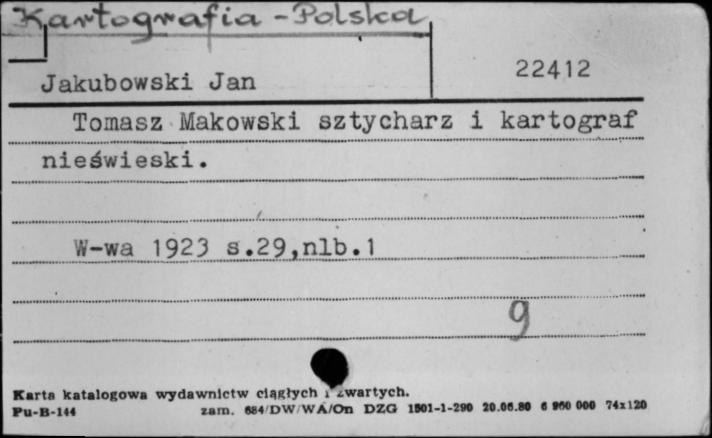 Kartografia - Polska
Jakubowski Jan
22412
Tomasz Makowski sztycharz i kartograf
nieświeski.
W-wa 1923 s.29,nlb.1
9
Karta katalogowa wydawnictw ciągłych i zwartych.
Pu-B-144 zam. 684/DW/WA/On DZG 1501-1-290 20.06.80 6 960 000 74x120